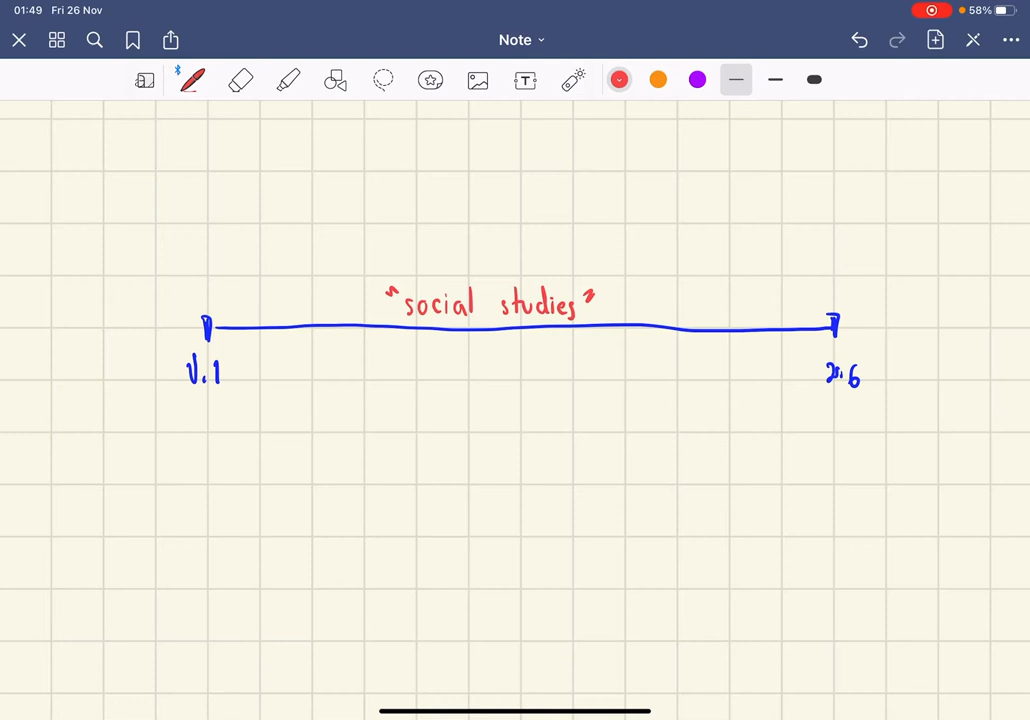 01:49 Fri 26 Nov
58%
Note
T
"social studies"
ป.1
ม.6